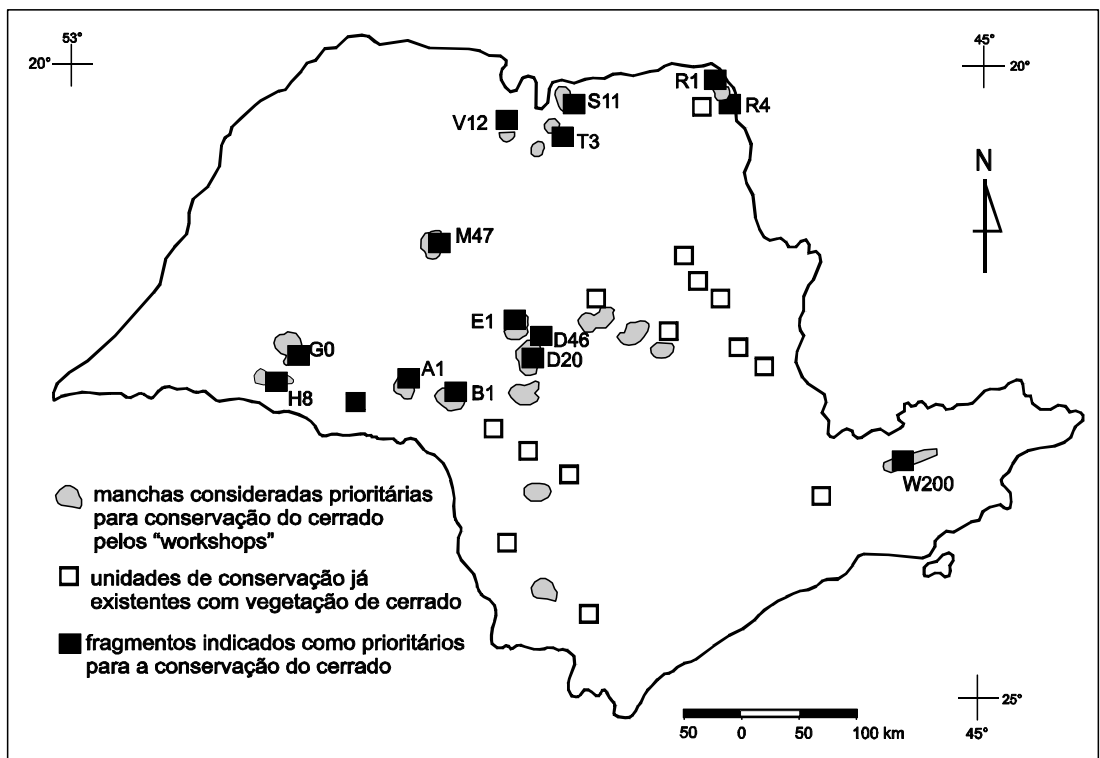 53°
45°
20°
20°
R1
S11
R4
V12
T3
N
M47
E1
D46
G0
D20
A1
B1
H8
W200
manchas consideradas prioritárias
para conservação do cerrado
pelos “workshops”
unidades de conservação já
existentes com vegetação de cerrado
fragmentos indicados como prioritários
para a conservação do cerrado
25°
50 0 50 100 km
45°